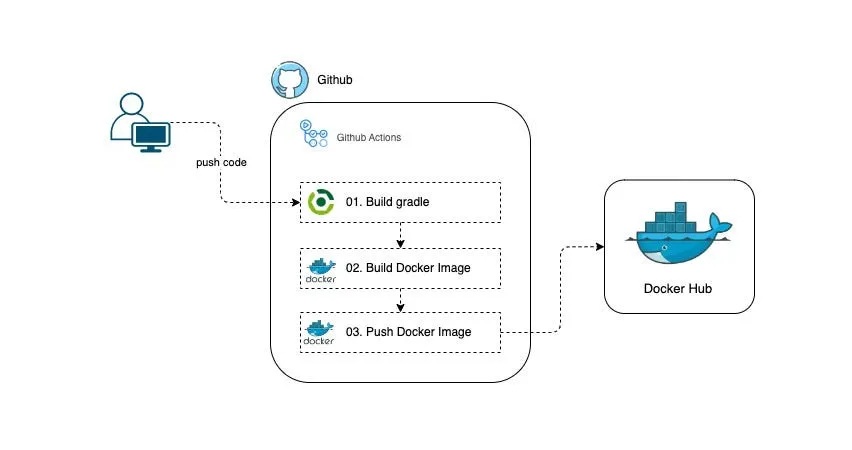 Github
Github Actions
push code
01. Build gradle
02. Build Docker Image
docker
03. Push Docker Image
docker
Docker Hub